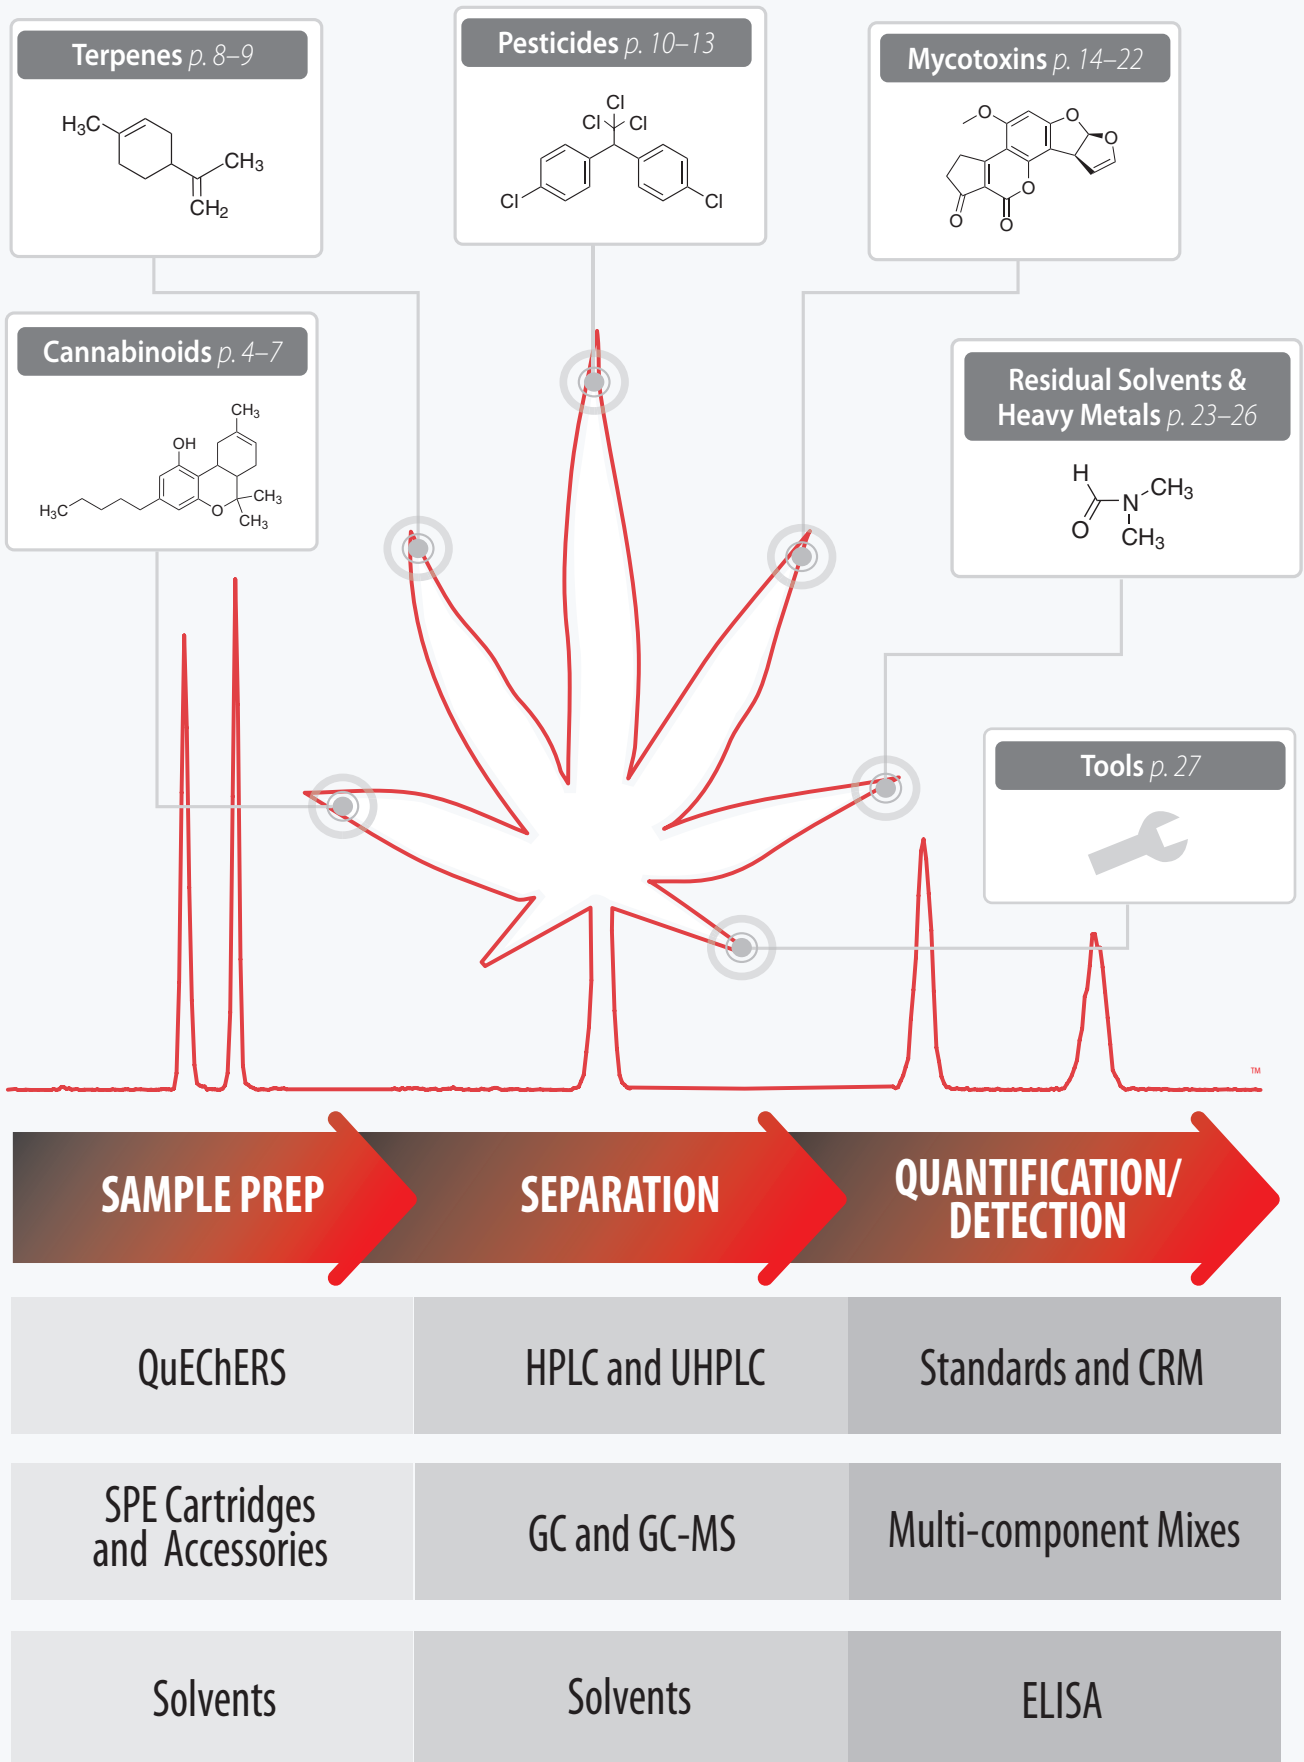 Terpenes p. 8–9
H₃C
CH₃
CH₂
Pesticides p. 10–13
Cl
Cl
Cl
Cl
Cl
Mycotoxins p. 14–22
O
O
O
O
O
O
Cannabinoids p. 4–7
CH₃
OH
H₃C
O
CH₃
CH₃
Residual Solvents &
Heavy Metals p. 23–26
H
N
CH₃
O
CH₃
Tools p. 27
TM
SAMPLE PREP
SEPARATION
QUANTIFICATION/
DETECTION
QuEChERS
HPLC and UHPLC
Standards and CRM
SPE Cartridges
and Accessories
GC and GC-MS
Multi-component Mixes
Solvents
Solvents
ELISA